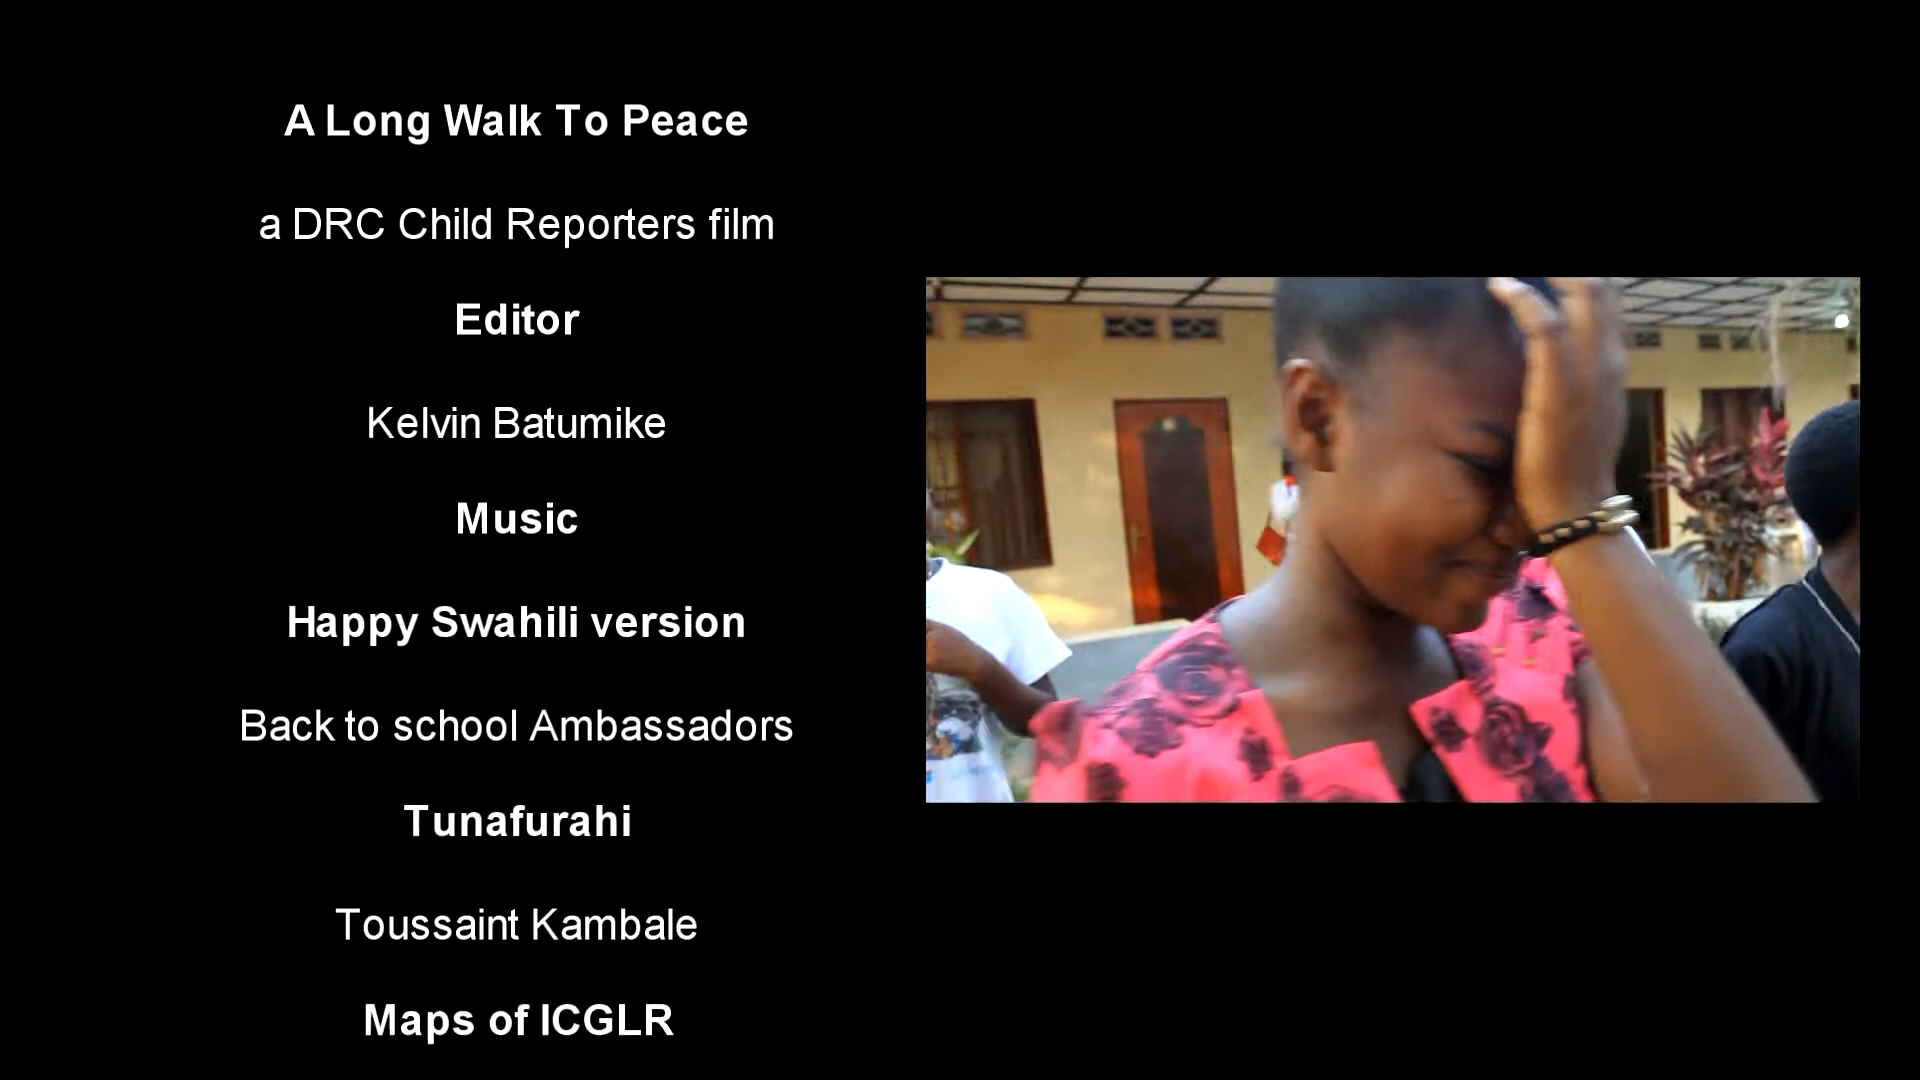 A Long Walk To Peace
a DRC Child Reporters film
Editor
Kelvin Batumike
Music
Happy Swahili version
Back to school Ambassadors
Tunafurahi
Toussaint Kambale
Maps of ICGLR